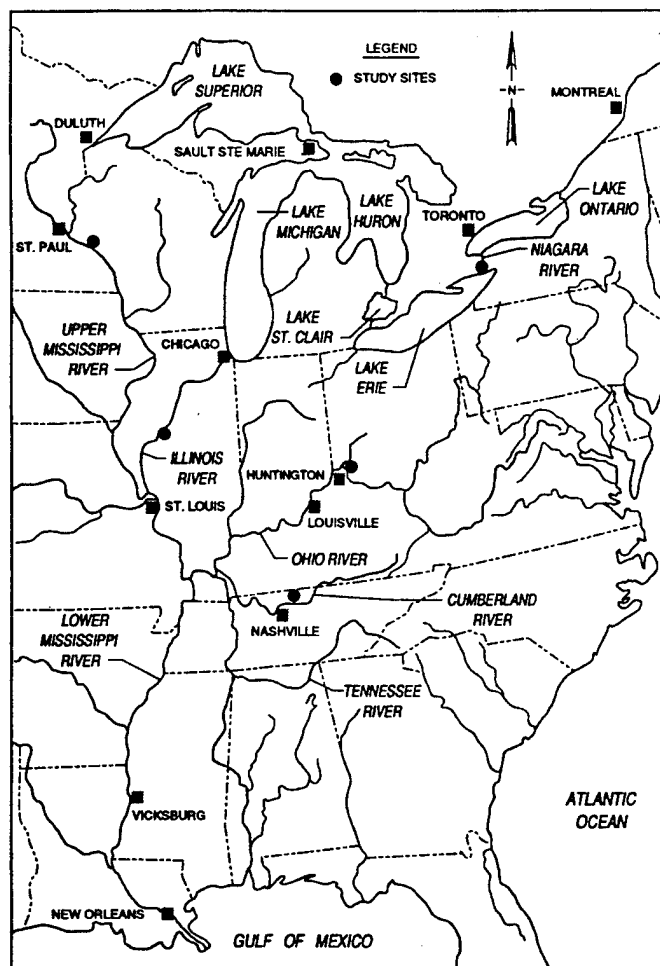 LEGEND
STUDY SITES
-N-
LAKE
SUPERIOR
DULUTH
SAULT STE MARIE
MONTREAL
LAKE
MICHIGAN
LAKE
HURON
TORONTO
LAKE
ONTARIO
NIAGARA
RIVER
ST. PAUL
UPPER
MISSISSIPPI
RIVER
CHICAGO
LAKE
ST. CLAIR
LAKE
ERIE
ILLINOIS
RIVER
HUNTINGTON
ST. LOUIS
LOUISVILLE
OHIO RIVER
LOWER
MISSISSIPPI
RIVER
NASHVILLE
CUMBERLAND
RIVER
TENNESSEE
RIVER
VICKSBURG
ATLANTIC
OCEAN
NEW ORLEANS
GULF OF MEXICO